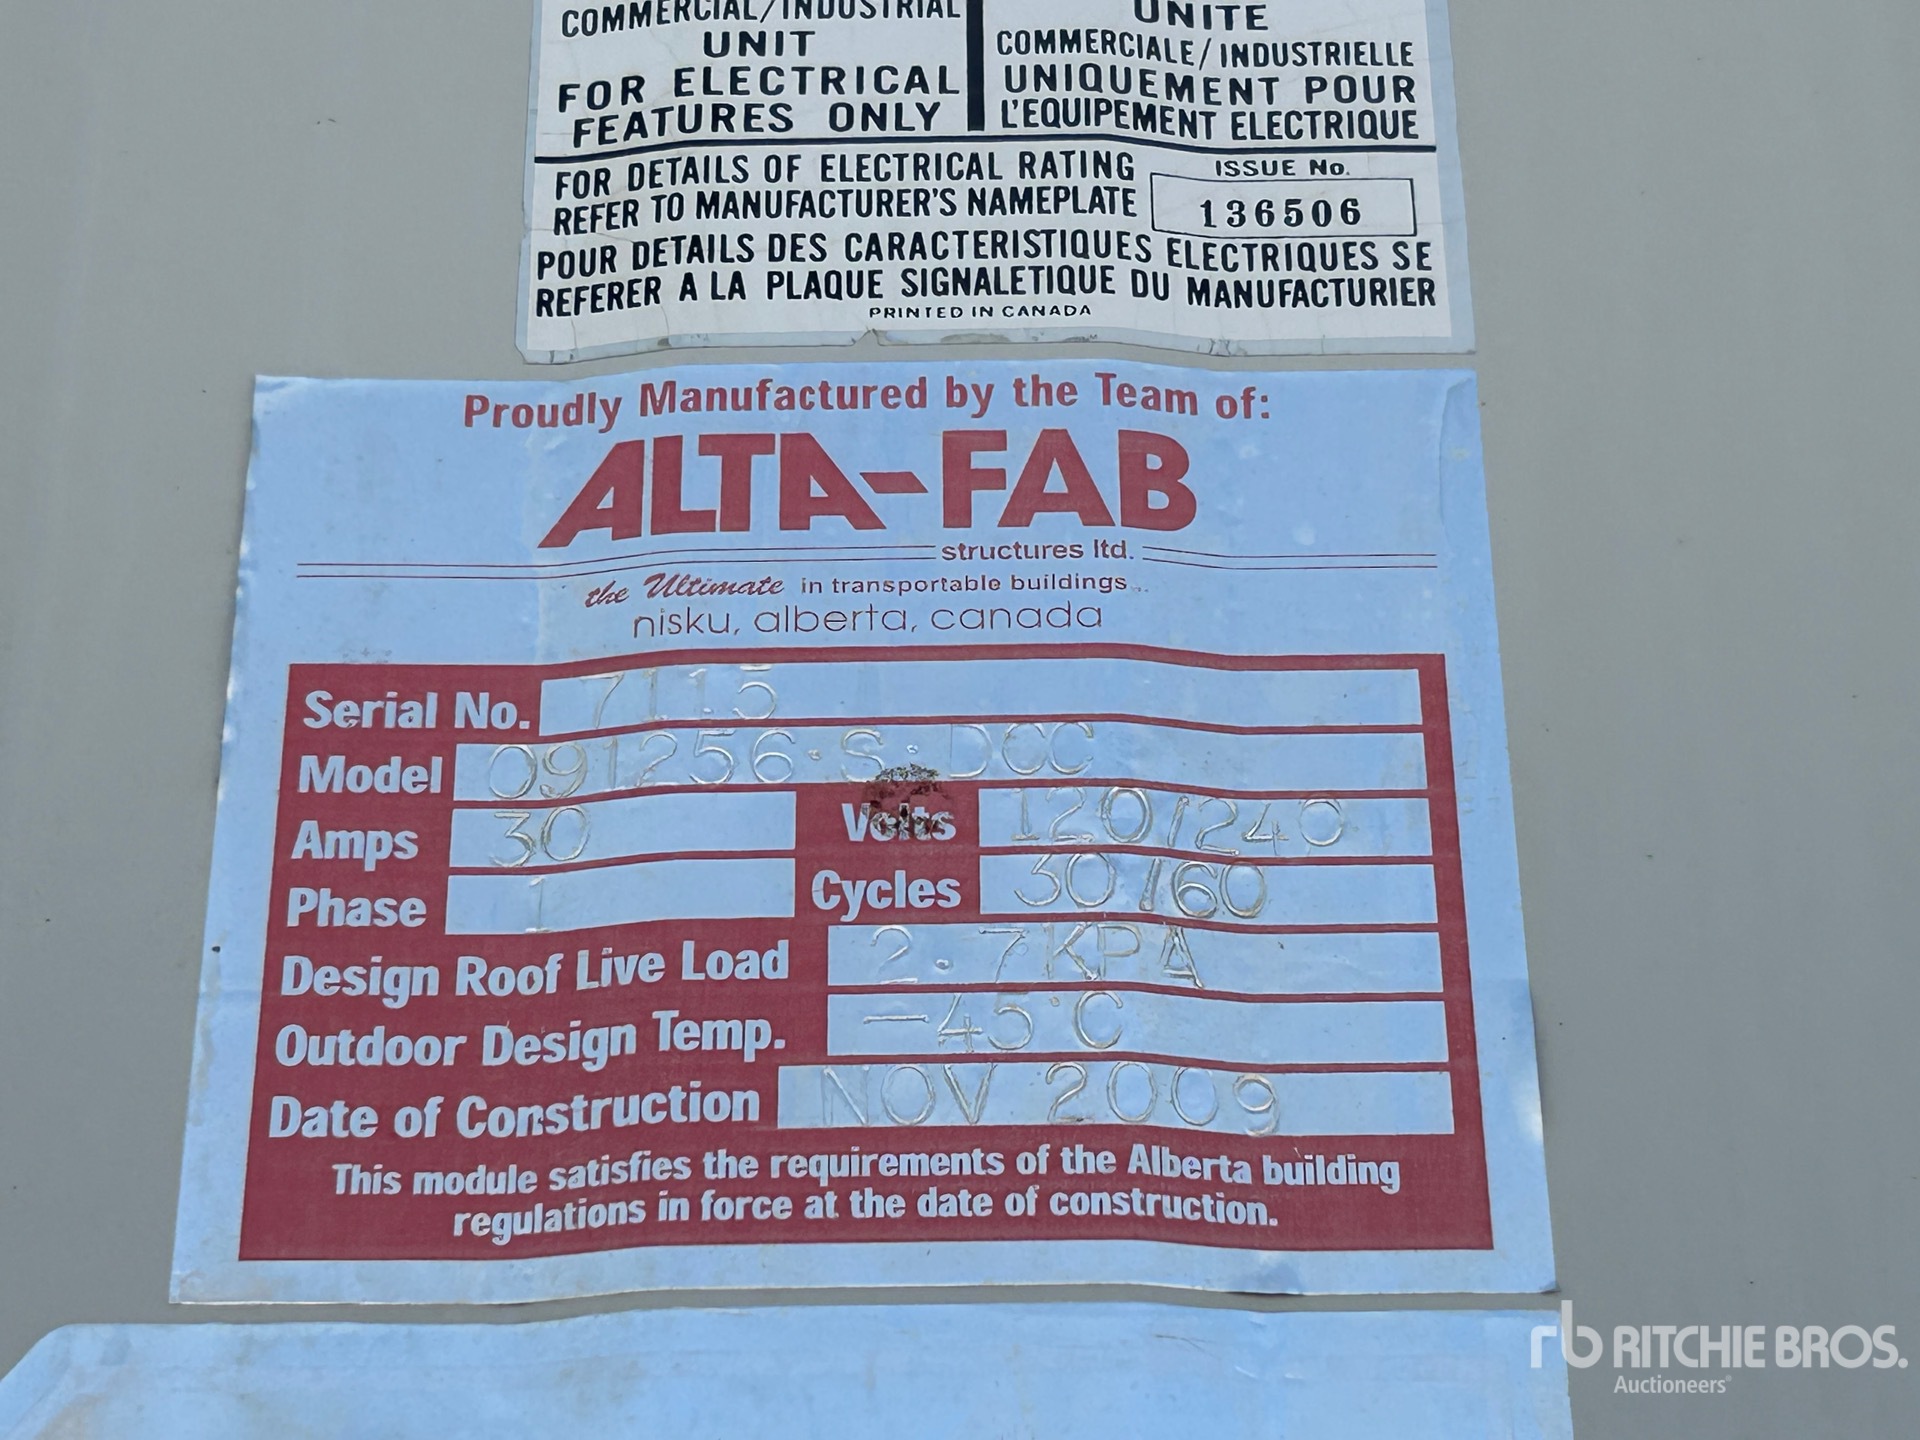 COMMERCIAL/INDUSTRIAL
UNIT
FOR ELECTRICAL
FEATURES ONLY
UNITE
COMMERCIALE/INDUSTRIELLE
UNIQUEMENT POUR
L'EQUIPEMENT ELECTRIQUE
FOR DETAILS OF ELECTRICAL RATING
REFER TO MANUFACTURER'S NAMEPLATE
ISSUE No.
136506
POUR DETAILS DES CARACTERISTIQUES ELECTRIQUES SE
REFERER A LA PLAQUE SIGNALETIQUE DU MANUFACTURIER
PRINTED IN CANADA
Proudly Manufactured by the Team of:
ALTA-FAB
structures ltd.
the Ultimate in transportable buildings...
nisku, alberta, canada
Serial No. 7115
Model 091256·S·DCC
Amps 30 Volts 120/240
Phase 1 Cycles 30/60
Design Roof Live Load 2.7KPA
Outdoor Design Temp. -45°C
Date of Construction NOV 2009
This module satisfies the requirements of the Alberta building
regulations in force at the date of construction.
rb RITCHIE BROS.
Auctioneers